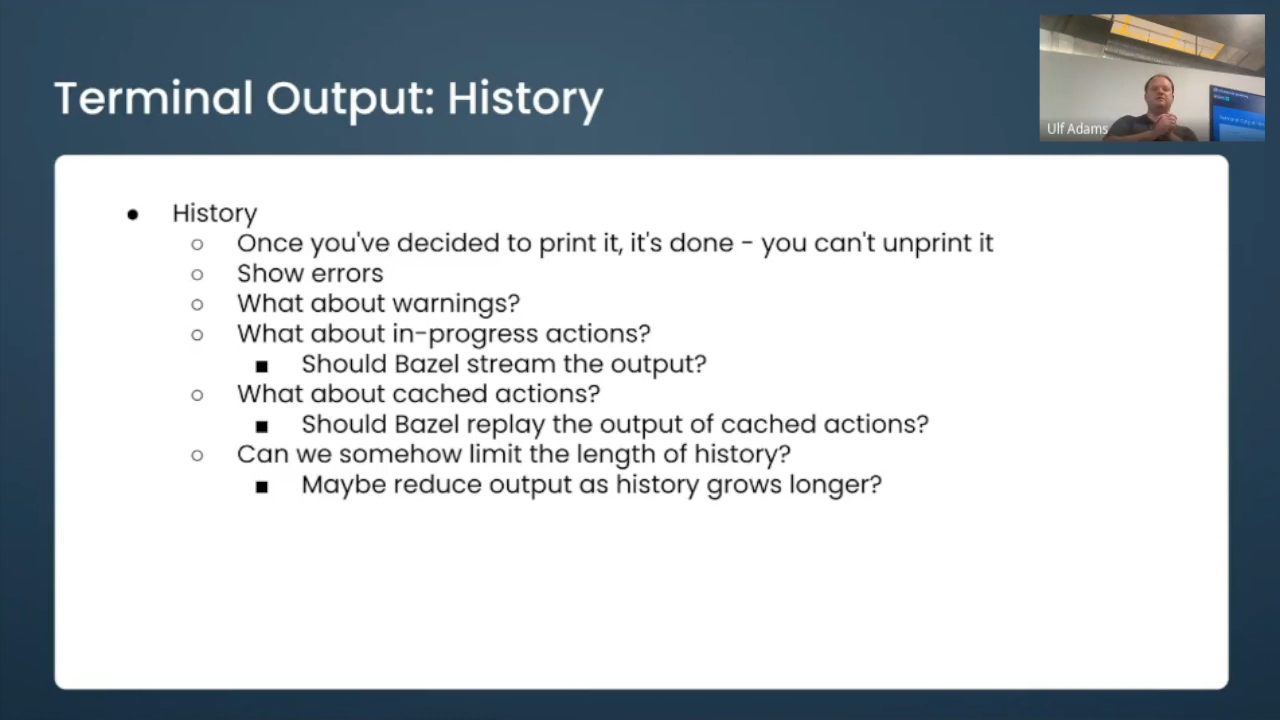 Terminal Output: History
Ulf Adams
● History
○ Once you've decided to print it, it's done - you can't unprint it
○ Show errors
○ What about warnings?
○ What about in-progress actions?
■ Should Bazel stream the output?
○ What about cached actions?
■ Should Bazel replay the output of cached actions?
○ Can we somehow limit the length of history?
■ Maybe reduce output as history grows longer?